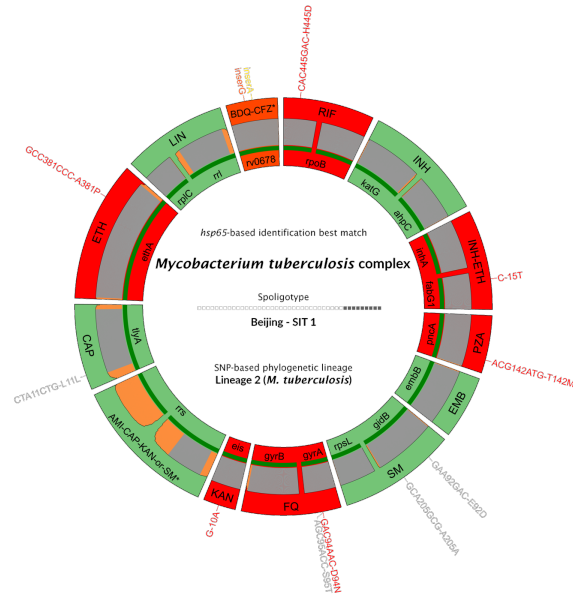 hsp65-based identification best match
Mycobacterium tuberculosis complex
Spoligotype
Beijing - SIT 1
SNP-based phylogenetic lineage
Lineage 2 (M. tuberculosis)
BDQ-CFZ*
rv0678
inserG
inserA
RIF
rpoB
CAC445GAC-H445D
INH
katG
ahpC
INH-ETH
inhA
fabG1*
C-15T
PZA
pncA
ACG142ATG-T142M
EMB
embB
SM
gidB
rpsL
GAA92GAC-E92D
GCA205GCG-A205A
FQ
gyrA
gyrB
GAC94AAC-D94N
AGC95ACC-S95T
KAN
eis
G-10A
AMI-CAP-KAN-or-SM*
rrs
CAP
tlyA
CTA11CTG-L11L
ETH
ethA
GCC381CCC-A381P
LIN
rplC
rrl